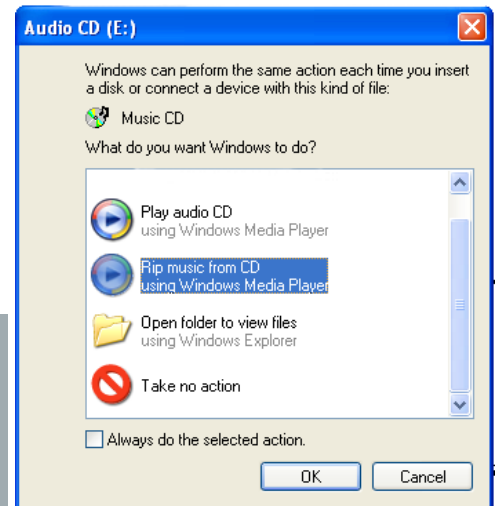 Audio CD (E:)
Windows can perform the same action each time you insert
a disk or connect a device with this kind of file:
Music CD
What do you want Windows to do?
Play audio CD
using Windows Media Player
Rip music from CD
using Windows Media Player
Open folder to view files
using Windows Explorer
Take no action
Always do the selected action.
OK
Cancel